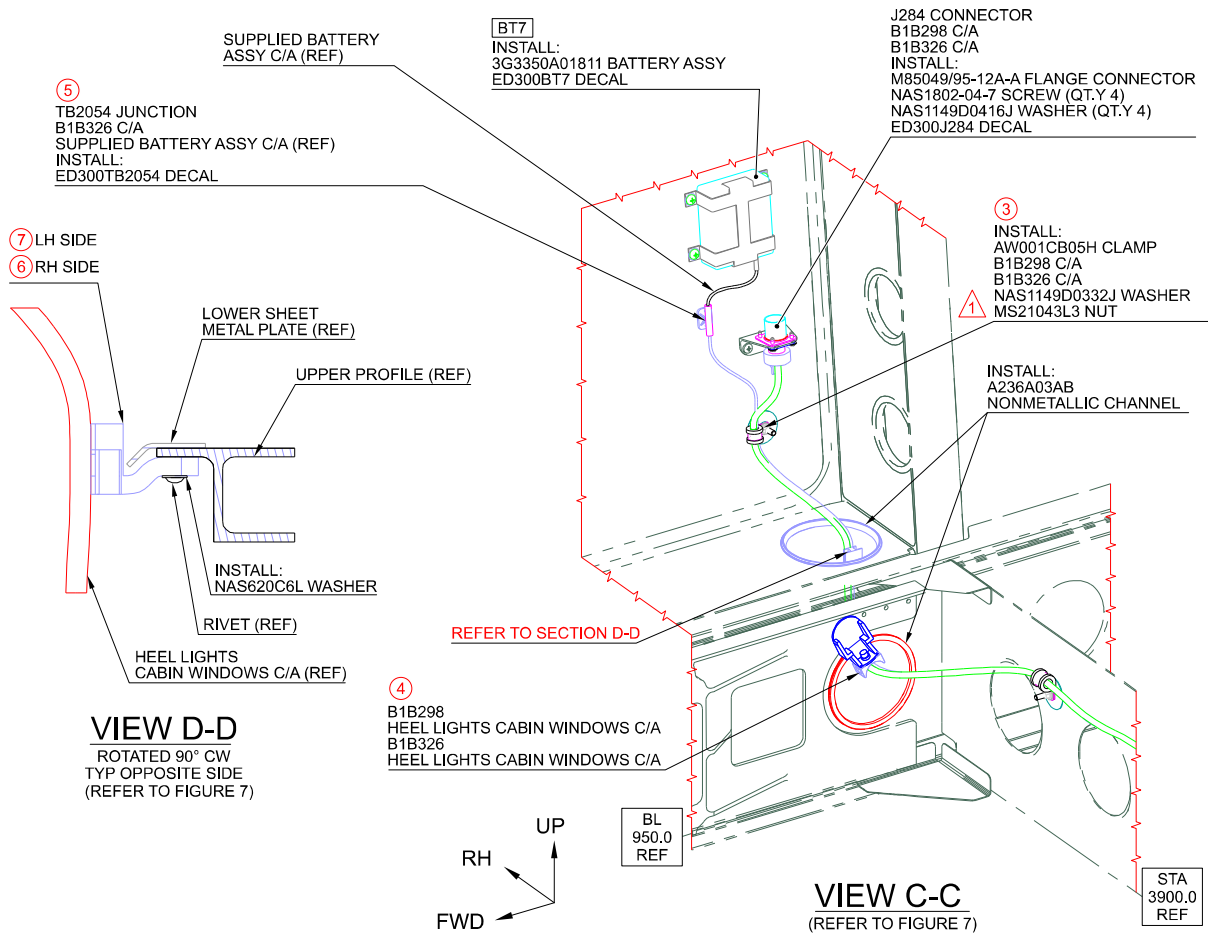 SUPPLIED BATTERY
ASSY C/A (REF)
BT7
INSTALL:
3G3350A01811 BATTERY ASSY
ED300BT7 DECAL
J284 CONNECTOR
B1B298 C/A
B1B326 C/A
INSTALL:
M85049/95-12A-A FLANGE CONNECTOR
NAS1802-04-7 SCREW (QT.Y 4)
NAS1149D0416J WASHER (QT.Y 4)
ED300J284 DECAL
5
TB2054 JUNCTION
B1B326 C/A
SUPPLIED BATTERY ASSY C/A (REF)
INSTALL:
ED300TB2054 DECAL
3
INSTALL:
AW001CB05H CLAMP
B1B298 C/A
B1B326 C/A
NAS1149D0332J WASHER
MS21043L3 NUT
1
7 LH SIDE
6 RH SIDE
LOWER SHEET
METAL PLATE (REF)
UPPER PROFILE (REF)
INSTALL:
A236A03AB
NONMETALLIC CHANNEL
INSTALL:
NAS620C6L WASHER
RIVET (REF)
HEEL LIGHTS
CABIN WINDOWS C/A (REF)
REFER TO SECTION D-D
4
B1B298
HEEL LIGHTS CABIN WINDOWS C/A
B1B326
HEEL LIGHTS CABIN WINDOWS C/A
VIEW D-D
ROTATED 90° CW
TYP OPPOSITE SIDE
(REFER TO FIGURE 7)
BL
950.0
REF
UP
RH
FWD
VIEW C-C
(REFER TO FIGURE 7)
STA
3900.0
REF